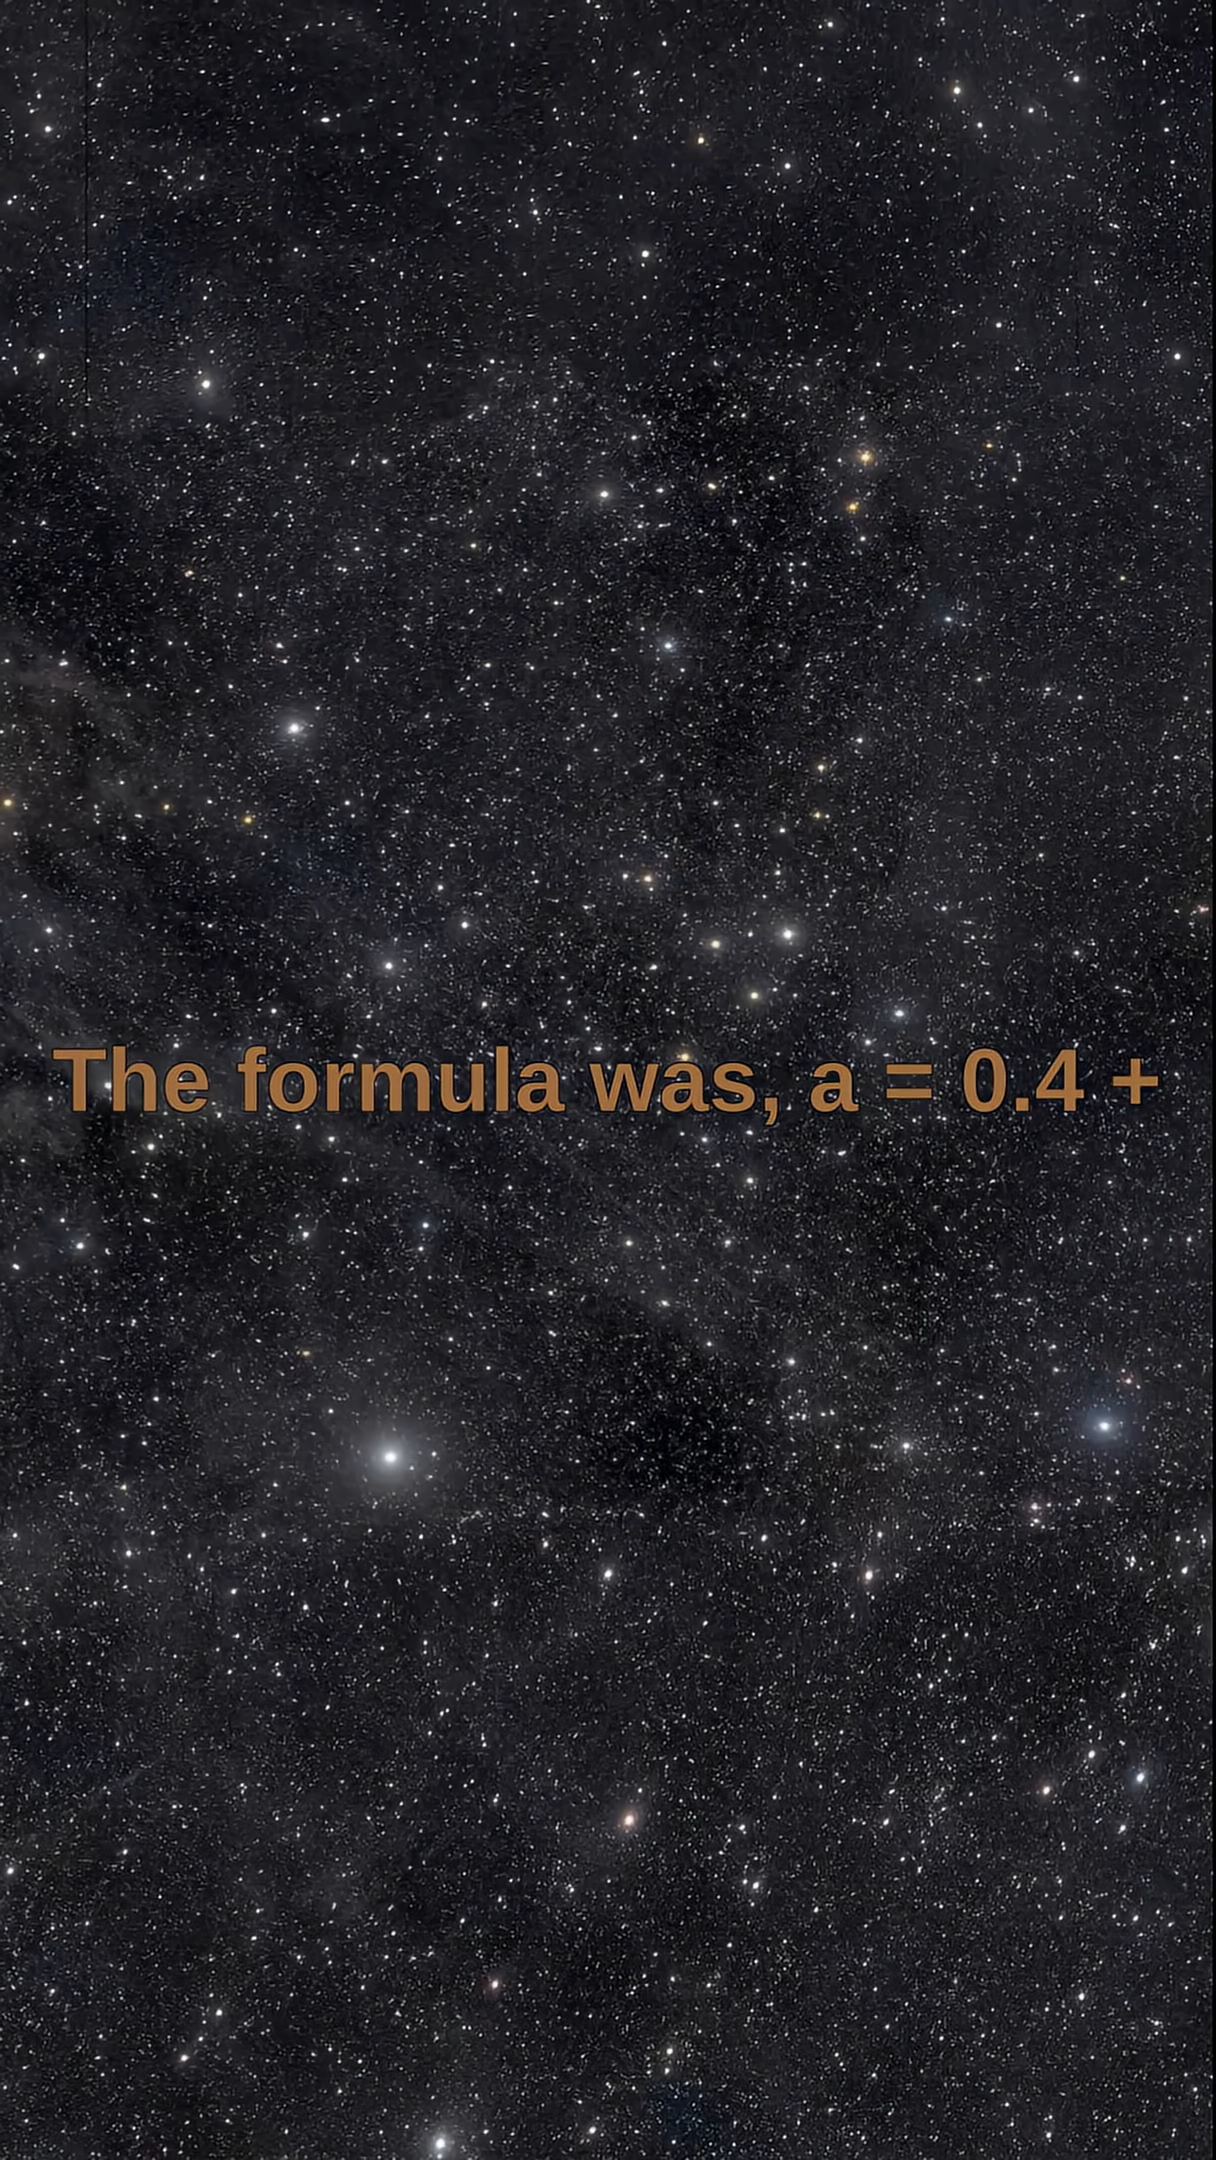 The formula was, a = 0.4 +